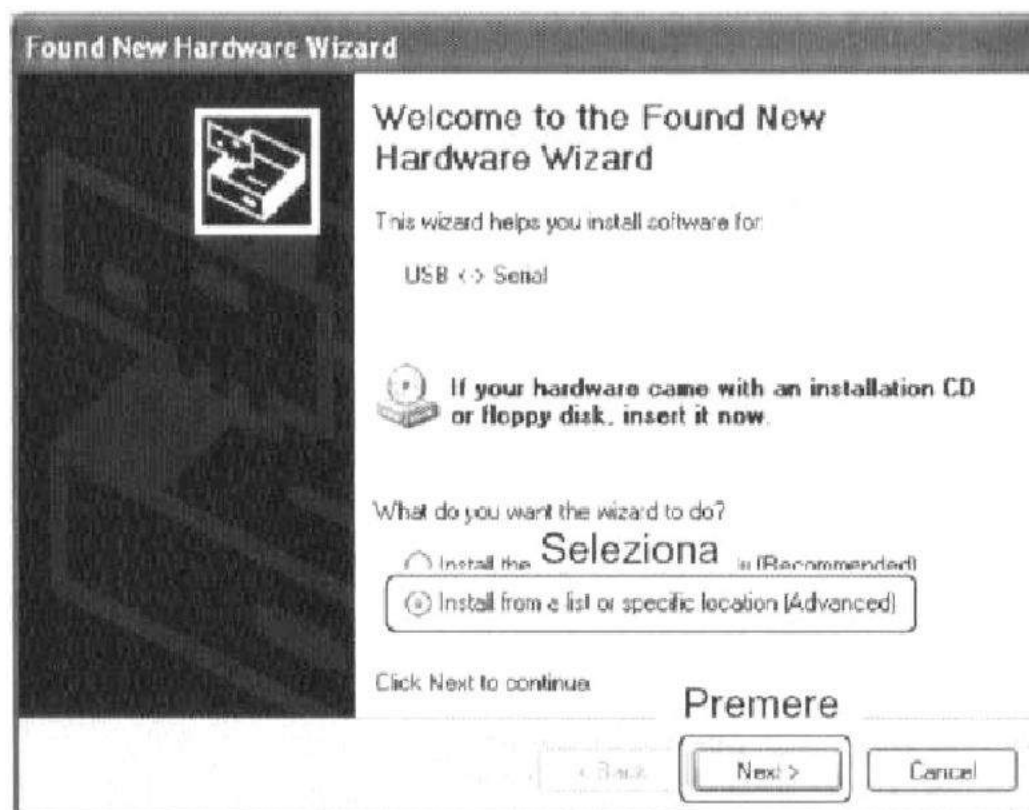 Found New Hardware Wizard
Welcome to the Found New
Hardware Wizard
This wizard helps you install software for:
USB <-> Serial
If your hardware came with an installation CD
or floppy disk, insert it now.
What do you want the wizard to do?
Install the (Recommended)
Seleziona
Install from a list or specific location (Advanced)
Click Next to continue
Premere
< Back
Next >
Cancel